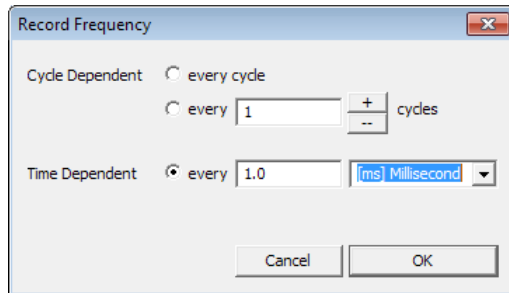 Record Frequency
Cycle Dependent every cycle
every 1 + -- cycles
Time Dependent every 1.0 [ms] Millisecond
Cancel OK